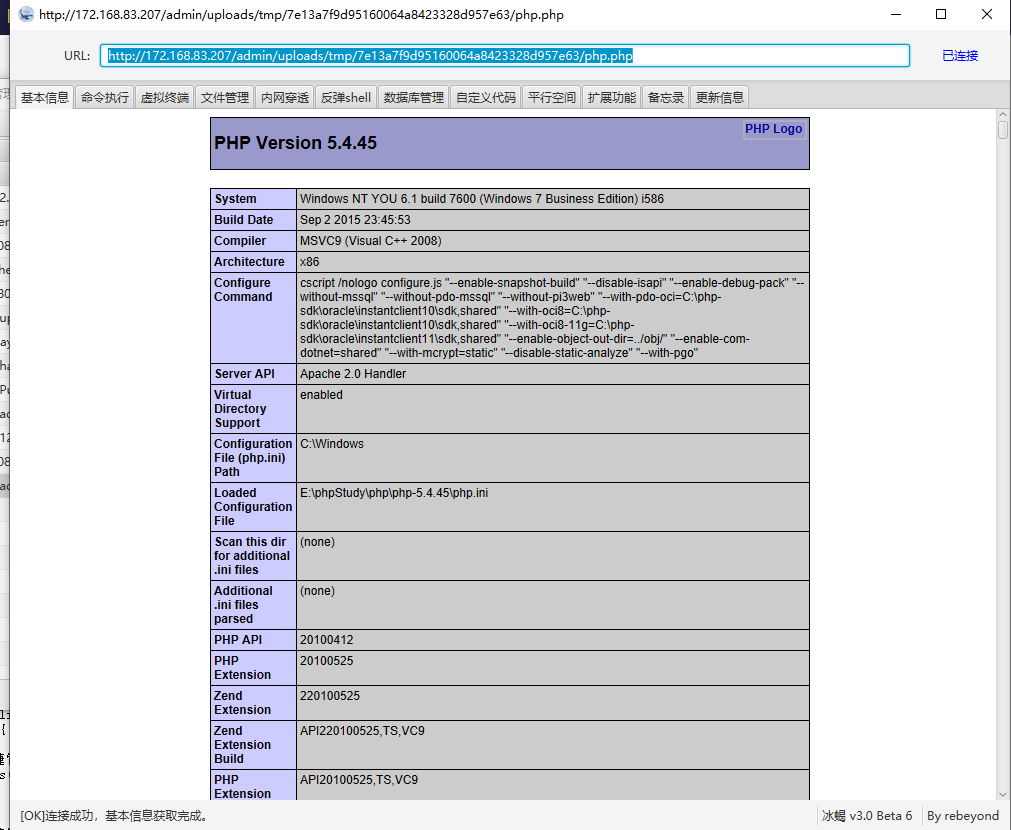 http://172.168.83.207/admin/uploads/tmp/7e13a7f9d95160064a8423328d957e63/php.php
URL: http://172.168.83.207/admin/uploads/tmp/7e13a7f9d95160064a8423328d957e63/php.php 已连接
基本信息 命令执行 虚拟终端 文件管理 内网穿透 反弹shell 数据库管理 自定义代码 平行空间 扩展功能 备忘录 更新信息
PHP Logo
PHP Version 5.4.45
System Windows NT YOU 6.1 build 7600 (Windows 7 Business Edition) i586
Build Date Sep 2 2015 23:45:53
Compiler MSVC9 (Visual C++ 2008)
Architecture x86
Configure cscript /nologo configure.js "--enable-snapshot-build" "--disable-isapi" "--enable-debug-pack" "--
Command without-mssql" "--without-pdo-mssql" "--without-pi3web" "--with-pdo-oci=C:\php-
sdk\oracle\instantclient10\sdk,shared" "--with-oci8=C:\php-
sdk\oracle\instantclient10\sdk,shared" "--with-oci8-11g=C:\php-
sdk\oracle\instantclient11\sdk,shared" "--enable-object-out-dir=../obj/" "--enable-com-
dotnet=shared" "--with-mcrypt=static" "--disable-static-analyze" "--with-pgo"
Server API Apache 2.0 Handler
Virtual enabled
Directory
Support
Configuration C:\Windows
File (php.ini)
Path
Loaded E:\phpStudy\php\php-5.4.45\php.ini
Configuration
File
Scan this dir (none)
for additional
.ini files
Additional (none)
.ini files
parsed
PHP API 20100412
PHP 20100525
Extension
Zend 220100525
Extension
Zend API220100525,TS,VC9
Extension
Build
PHP API20100525,TS,VC9
Extension
[OK]连接成功，基本信息获取完成。 冰蝎 v3.0 Beta 6 By rebeyond